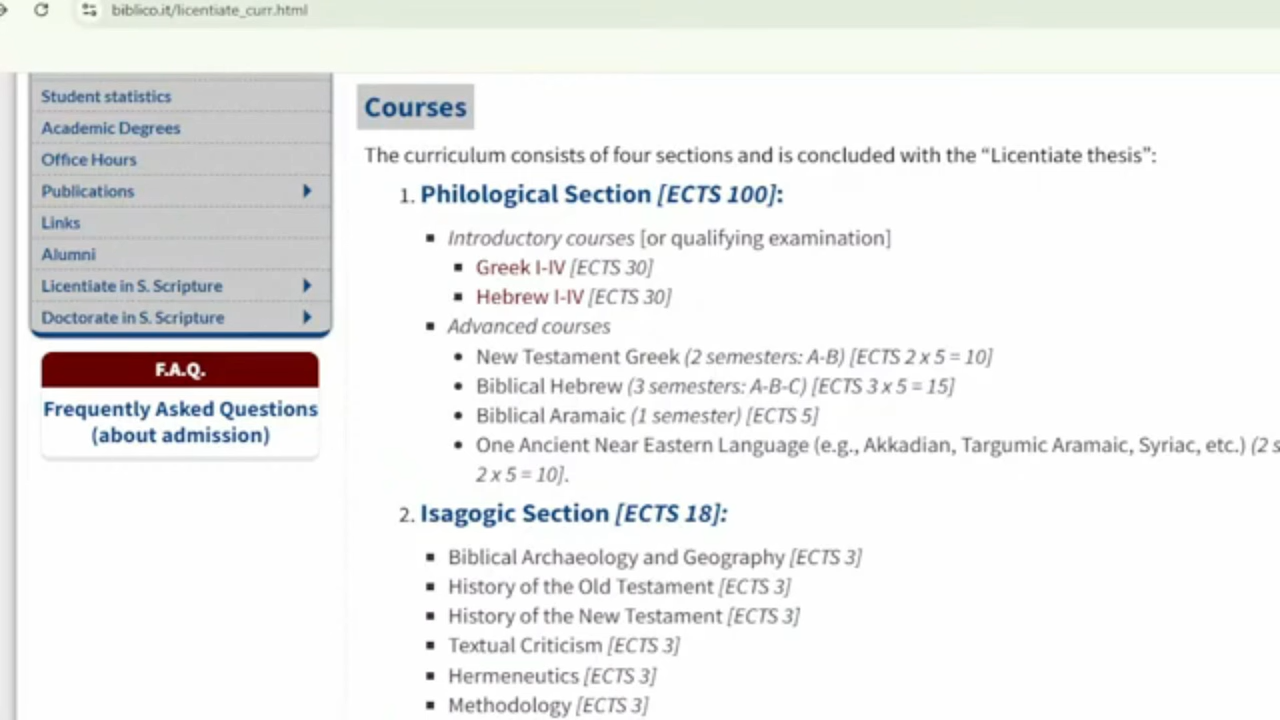 biblico.it/licentiate_curr.html
Student statistics
Academic Degrees
Office Hours
Publications
Links
Alumni
Licentiate in S. Scripture
Doctorate in S. Scripture
F.A.Q.
Frequently Asked Questions
(about admission)
Courses
The curriculum consists of four sections and is concluded with the “Licentiate thesis”:
1. Philological Section [ECTS 100]:
Introductory courses [or qualifying examination]
Greek I-IV [ECTS 30]
Hebrew I-IV [ECTS 30]
Advanced courses
New Testament Greek (2 semesters: A-B) [ECTS 2 x 5 = 10]
Biblical Hebrew (3 semesters: A-B-C) [ECTS 3 x 5 = 15]
Biblical Aramaic (1 semester) [ECTS 5]
One Ancient Near Eastern Language (e.g., Akkadian, Targumic Aramaic, Syriac, etc.) (2
2 x 5 = 10].
2. Isagogic Section [ECTS 18]:
Biblical Archaeology and Geography [ECTS 3]
History of the Old Testament [ECTS 3]
History of the New Testament [ECTS 3]
Textual Criticism [ECTS 3]
Hermeneutics [ECTS 3]
Methodology [ECTS 3]